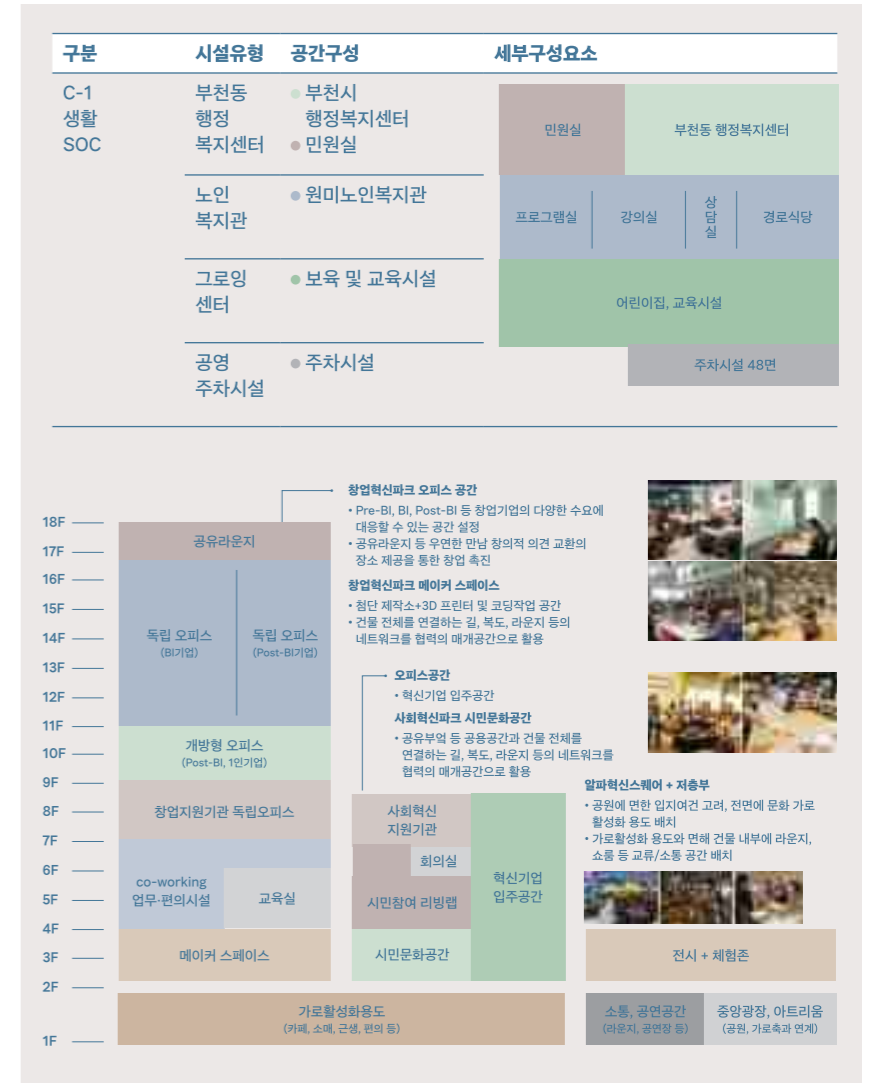 구분 시설유형 공간구성 세부구성요소
C-1
생활
SOC
부천동
행정
복지센터
부천시
행정복지센터
민원실
민원실
부천동 행정복지센터
노인
복지관
원미노인복지관
프로그램실
강의실
상
담
실
경로식당
그로잉
센터
보육 및 교육시설
어린이집, 교육시설
공영
주차시설
주차시설
주차시설 48면
18F
17F
16F
15F
14F
13F
12F
11F
10F
9F
8F
7F
6F
5F
4F
3F
2F
1F
공유라운지
독립 오피스
(BI기업)
독립 오피스
(Post-BI기업)
개방형 오피스
(Post-BI, 1인기업)
창업지원기관 독립오피스
co-working
업무·편의시설
교육실
메이커 스페이스
가로활성화용도
(카페, 소매, 근생, 편의 등)
창업혁신파크 오피스 공간
• Pre-BI, BI, Post-BI 등 창업기업의 다양한 수요에
대응할 수 있는 공간 설정
• 공유라운지 등 우연한 만남 창의적 의견 교환의
장소 제공을 통한 창업 촉진
창업혁신파크 메이커 스페이스
• 첨단 제작소+3D 프린터 및 코딩작업 공간
• 건물 전체를 연결하는 길, 복도, 라운지 등의
네트워크를 협력의 매개공간으로 활용
오피스공간
• 혁신기업 입주공간
사회혁신파크 시민문화공간
• 공유부엌 등 공용공간과 건물 전체를
연결하는 길, 복도, 라운지 등의 네트워크를
협력의 매개공간으로 활용
사회혁신
지원기관
회의실
시민참여 리빙랩
시민문화공간
혁신기업
입주공간
알파혁신스퀘어 + 저층부
• 공원에 면한 입지여건 고려, 전면에 문화 가로
활성화 용도 배치
• 가로활성화 용도와 면해 건물 내부에 라운지,
쇼룸 등 교류/소통 공간 배치
전시 + 체험존
소통, 공연공간
(라운지, 공연장 등)
중앙광장, 아트리움
(공원, 가로축과 연계)